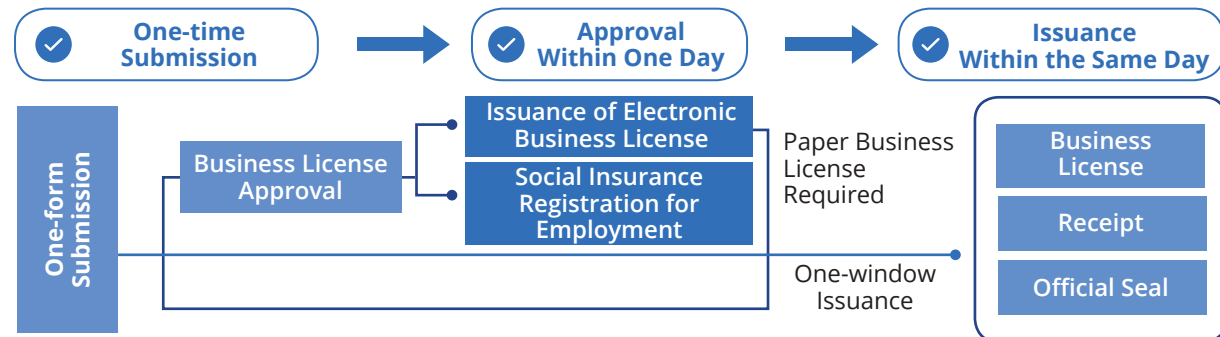 One-time
Submission
Approval
Within One Day
Issuance
Within the Same Day
One-form
Submission
Business License
Approval
Issuance of Electronic
Business License
Social Insurance
Registration for
Employment
Paper Business
License
Required
One-window
Issuance
Business
License
Receipt
Official Seal